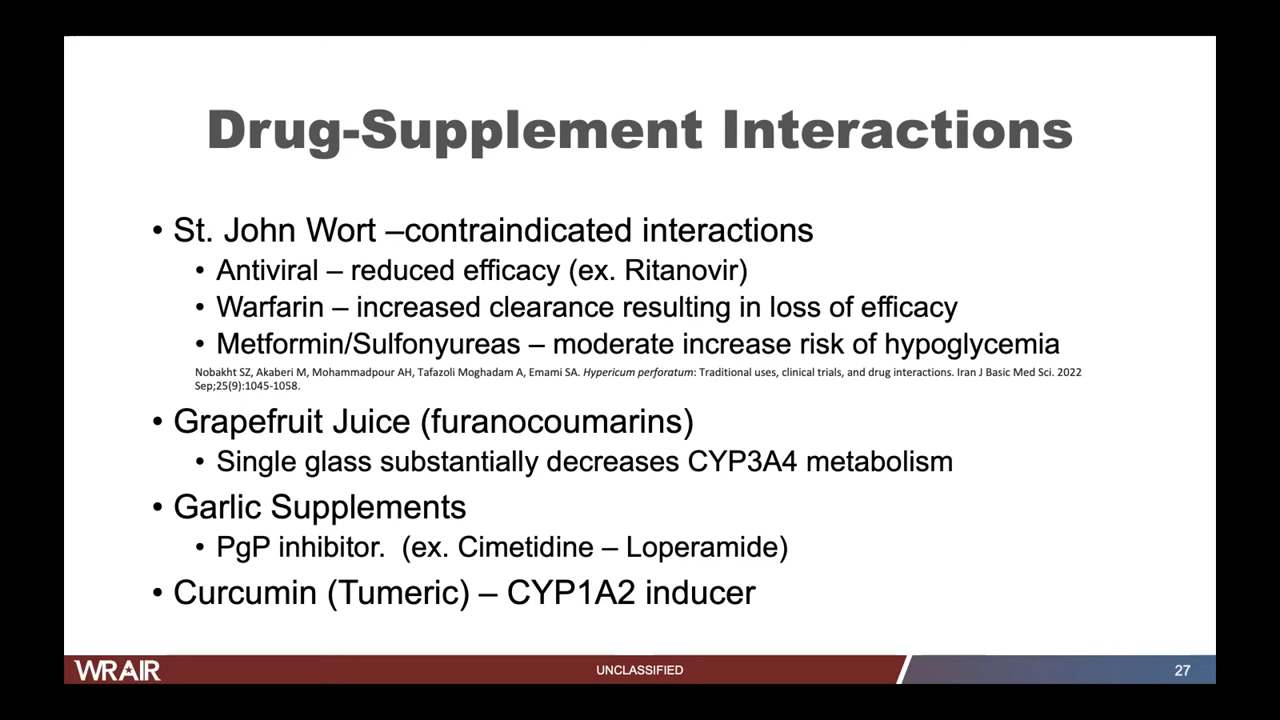 Drug-Supplement Interactions
• St. John Wort –contraindicated interactions
• Antiviral – reduced efficacy (ex. Ritanovir)
• Warfarin – increased clearance resulting in loss of efficacy
• Metformin/Sulfonyureas – moderate increase risk of hypoglycemia
Nobakht SZ, Akaberi M, Mohammadpour AH, Tafazoli Moghadam A, Emami SA. Hypericum perforatum: Traditional uses, clinical trials, and drug interactions. Iran J Basic Med Sci. 2022
Sep;25(9):1045-1058.
• Grapefruit Juice (furanocoumarins)
• Single glass substantially decreases CYP3A4 metabolism
• Garlic Supplements
• PgP inhibitor.  (ex. Cimetidine – Loperamide)
• Curcumin (Tumeric) – CYP1A2 inducer
WRAIR
UNCLASSIFIED
27